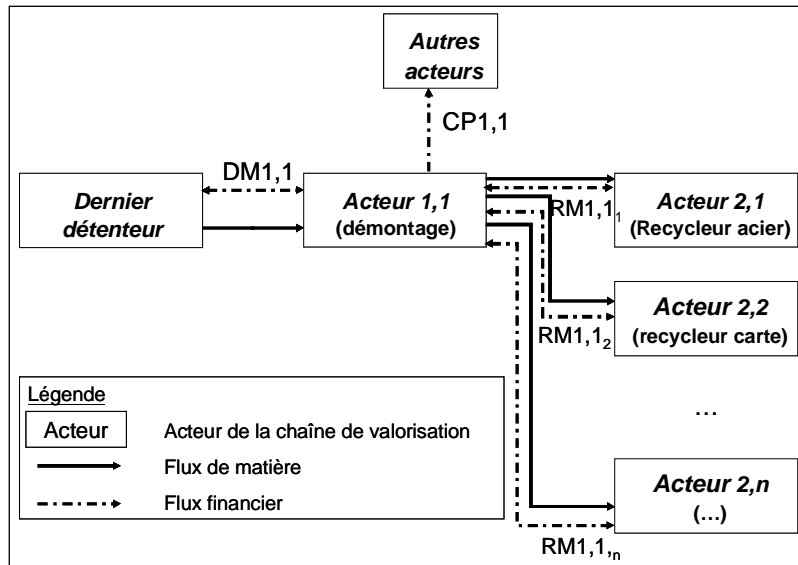 Autres
acteurs
CP1,1
DM1,1
Dernier
détenteur
Acteur 1,1
(démontage)
RM1,1₁
Acteur 2,1
(Recycleur acier)
Acteur 2,2
(recycleur carte)
RM1,1₂
...
Acteur 2,n
(...)
RM1,1,ₙ
Légende
Acteur
Acteur de la chaîne de valorisation
Flux de matière
Flux financier